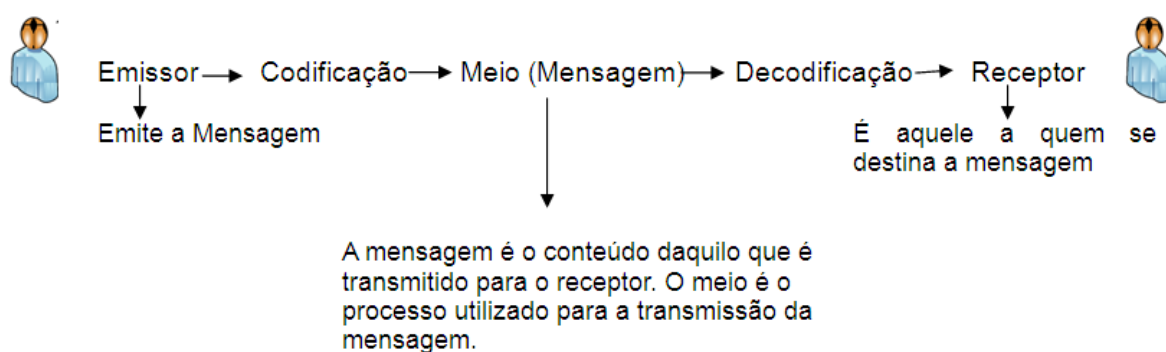 Emissor Codificação Meio (Mensagem) Decodificação Receptor
Emite a Mensagem
É aquele a quem se
destina a mensagem
A mensagem é o conteúdo daquilo que é
transmitido para o receptor. O meio é o
processo utilizado para a transmissão da
mensagem.